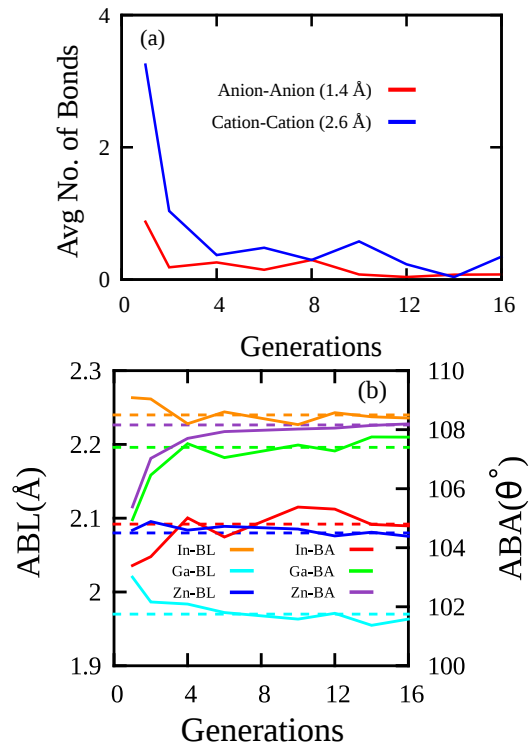 (a)
4
2
0
Avg No. of Bonds
Anion-Anion (1.4 Å)
Cation-Cation (2.6 Å)
0 4 8 12 16
Generations
(b)
2.3
2.2
2.1
2
1.9
ABL(Å)
110
108
106
104
102
100
ABA(θ°)
In-BL In-BA
Ga-BL Ga-BA
Zn-BL Zn-BA
0 4 8 12 16
Generations